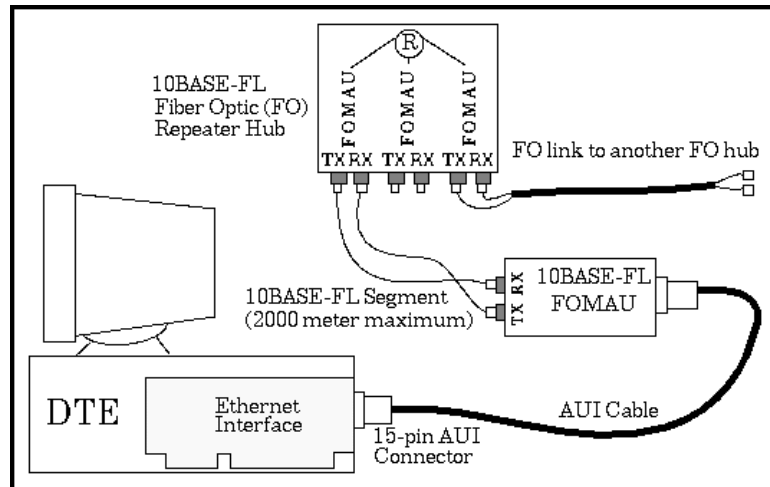 R
10BASE-FL
Fiber Optic (FO)
Repeater Hub
FOMAU
FOMAU
FOMAU
TX RX
TX RX
TX RX
FO link to another FO hub
10BASE-FL Segment
(2000 meter maximum)
RX
TX
10BASE-FL
FOMAU
DTE
Ethernet
Interface
15-pin AUI
Connector
AUI Cable